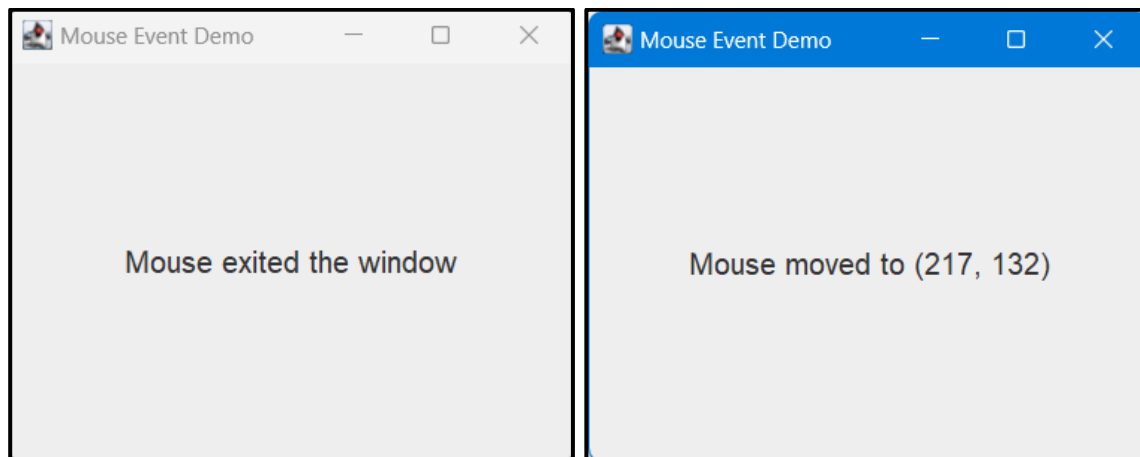 Mouse Event Demo
Mouse exited the window
Mouse Event Demo
Mouse moved to (217, 132)